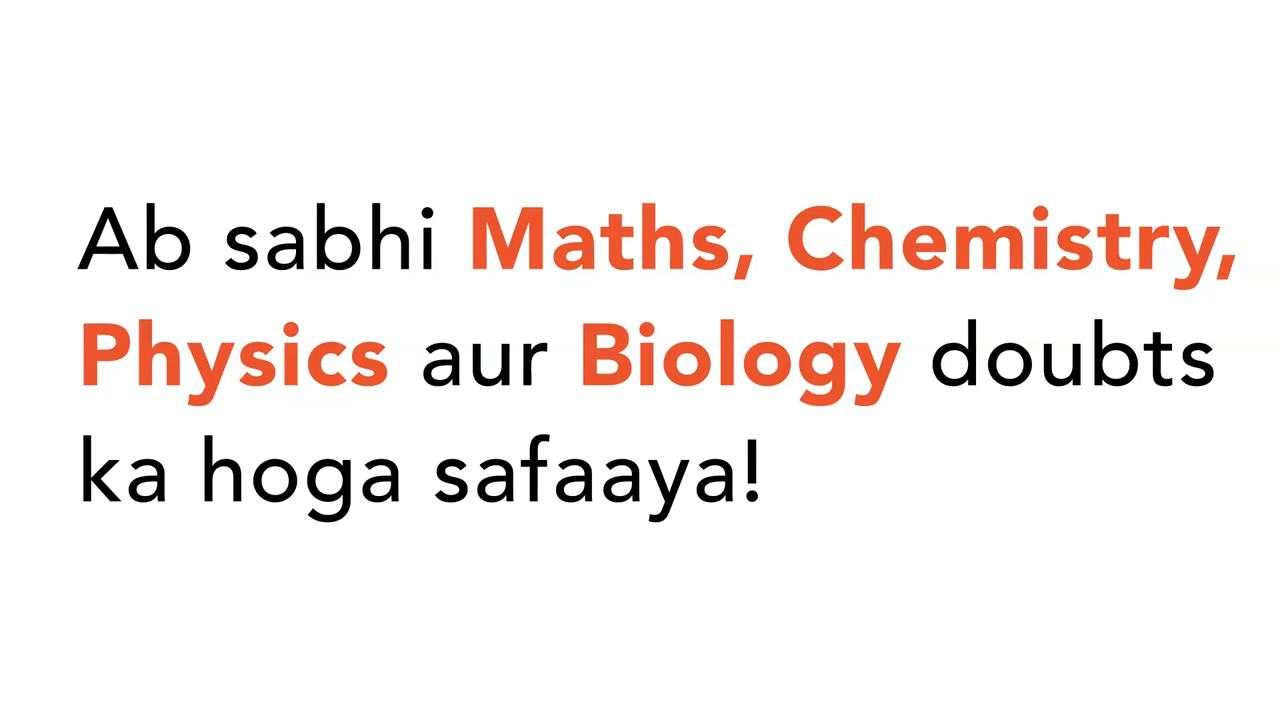 Ab sabhi Maths, Chemistry,
Physics aur Biology doubts
ka hoga safaaya!